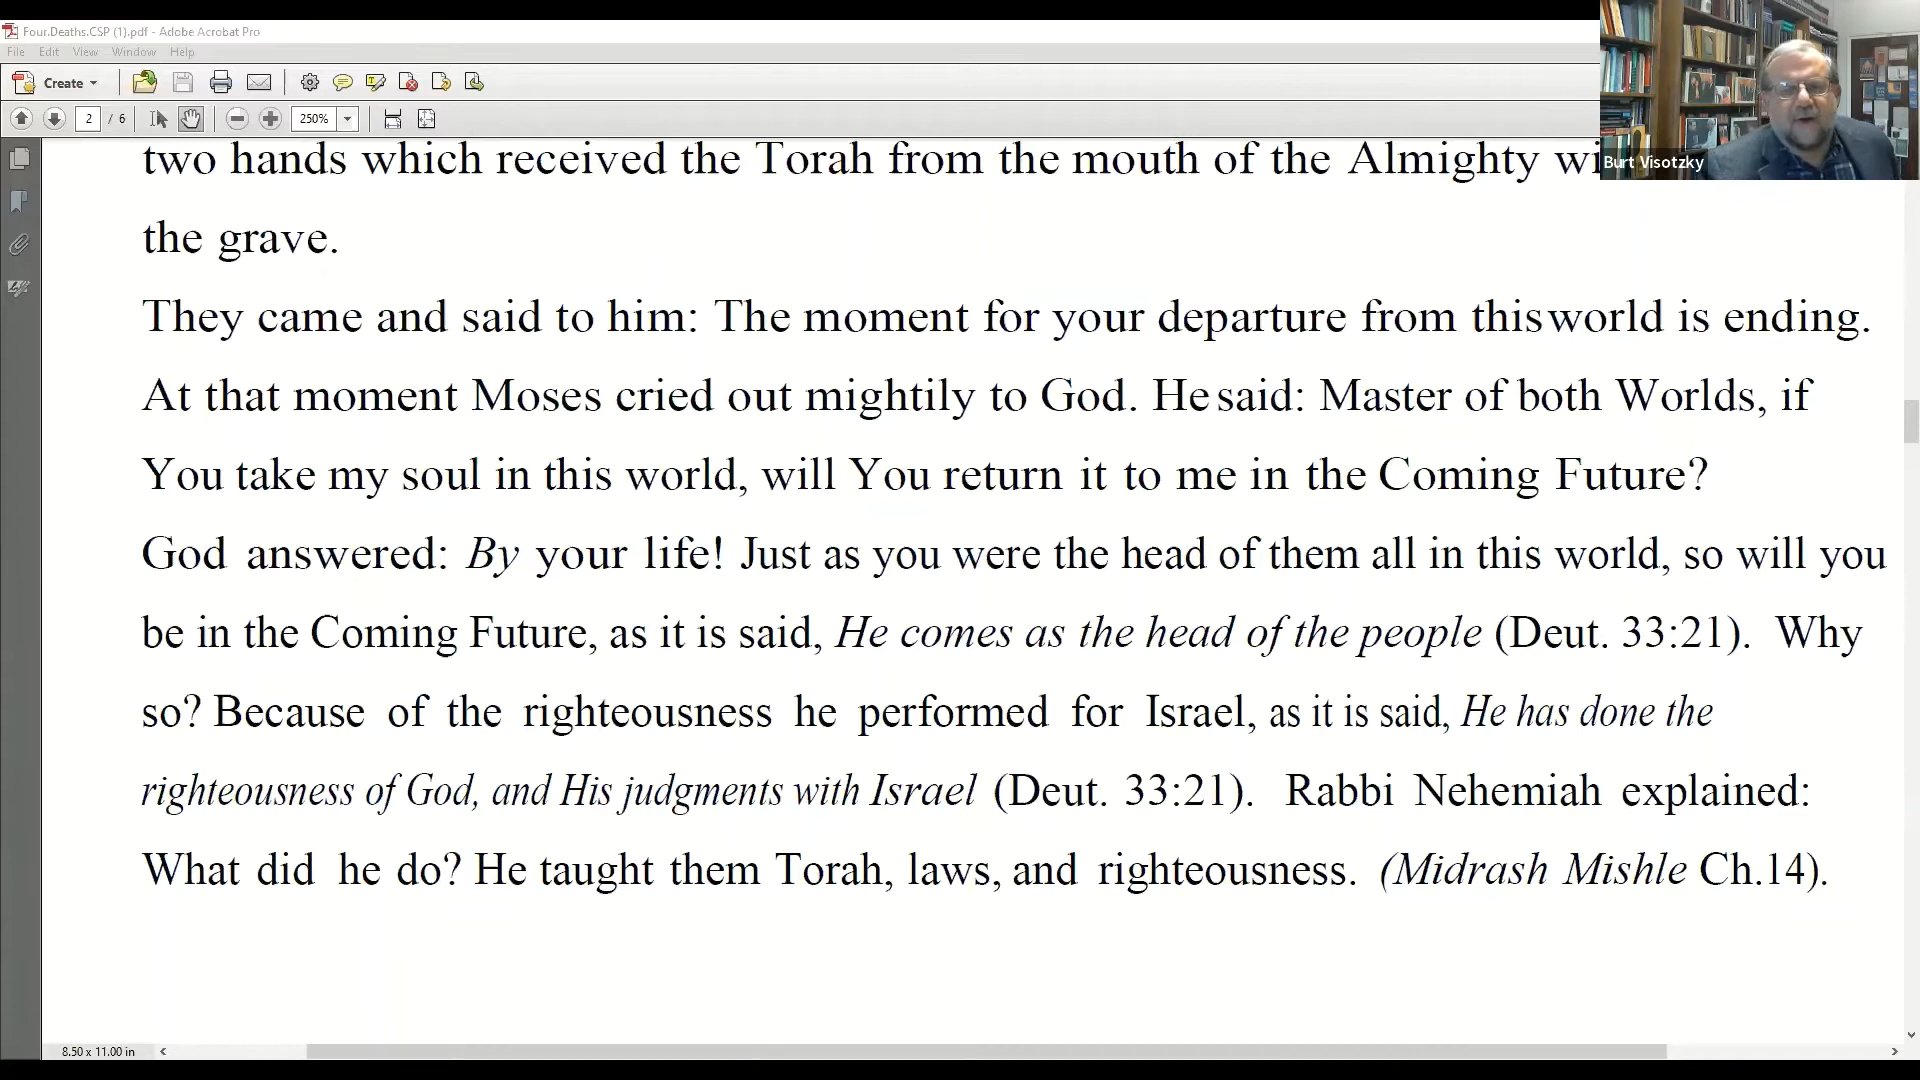 Four.Deaths.CSP (1).pdf - Adobe Acrobat Pro
File Edit View Window Help
Create
2 / 6 250%
Burt Visotzky
two hands which received the Torah from the mouth of the Almighty
the grave.
They came and said to him: The moment for your departure from this world is ending.
At that moment Moses cried out mightily to God. He said: Master of both Worlds, if
You take my soul in this world, will You return it to me in the Coming Future?
God answered: By your life! Just as you were the head of them all in this world, so will you
be in the Coming Future, as it is said, He comes as the head of the people (Deut. 33:21). Why
so? Because of the righteousness he performed for Israel, as it is said, He has done the
righteousness of God, and His judgments with Israel (Deut. 33:21). Rabbi Nehemiah explained:
What did he do? He taught them Torah, laws, and righteousness. (Midrash Mishle Ch.14).
8.50 x 11.00 in